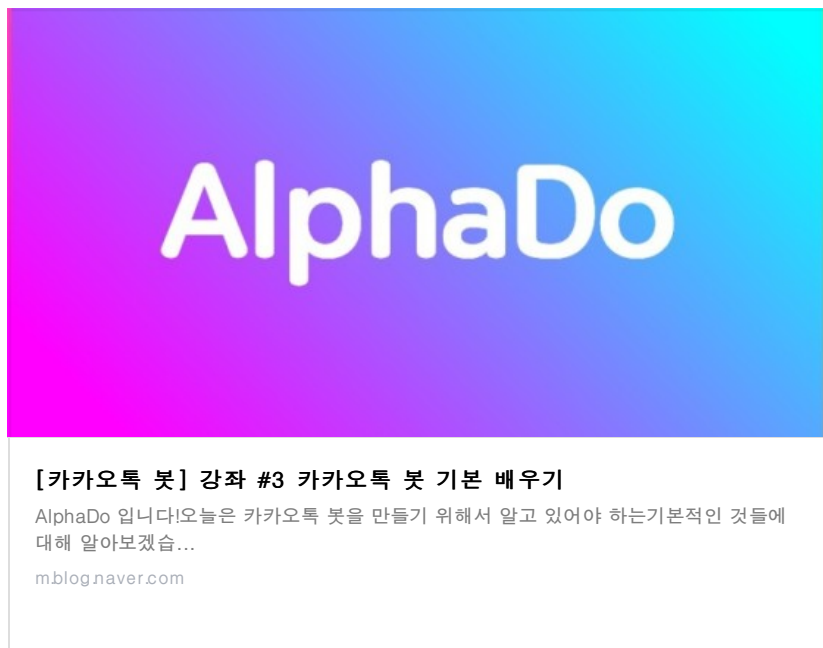 AlphaDo
[카카오톡 봇] 강좌 #3 카카오톡 봇 기본 배우기
AlphaDo 입니다!오늘은 카카오톡 봇을 만들기 위해서 알고 있어야 하는기본적인 것들에
대해 알아보겠습...
m.blog.naver.com